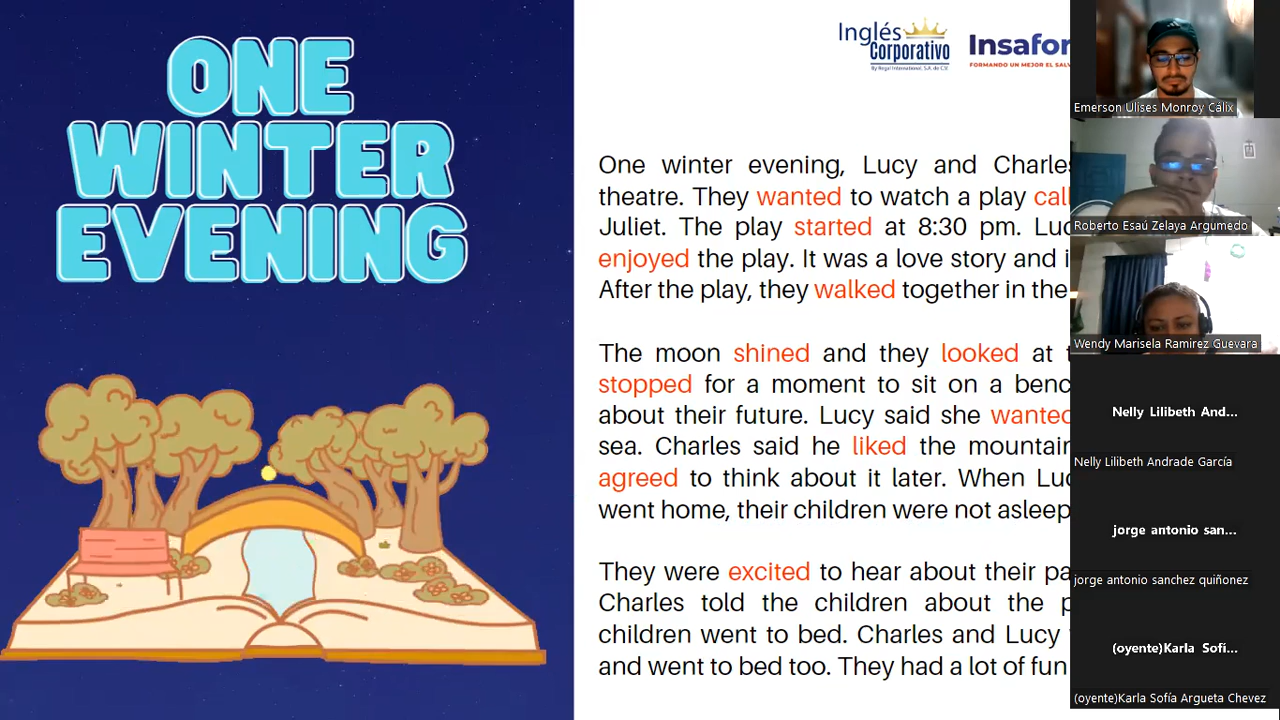 ONE
WINTER
EVENING
Inglés
Corporativo
By Regal International, S.A. de C.V.
Insafor
FORMANDO UN MEJOR EL SALV
One winter evening, Lucy and Charles
theatre. They wanted to watch a play call
Juliet. The play started at 8:30 pm. Luc
enjoyed the play. It was a love story and i
After the play, they walked together in the
The moon shined and they looked at t
stopped for a moment to sit on a benc
about their future. Lucy said she wanted
sea. Charles said he liked the mountain
agreed to think about it later. When Luc
went home, their children were not asleep
They were excited to hear about their pa
Charles told the children about the p
children went to bed. Charles and Lucy
and went to bed too. They had a lot of fun
Emerson Ulises Monroy Cálix
Roberto Esaú Zelaya Argumedo
Wendy Marisela Ramirez Guevara
Nelly Lilibeth And...
Nelly Lilibeth Andrade García
jorge antonio san...
jorge antonio sanchez quiñonez
(oyente)Karla Sofí...
(oyente)Karla Sofía Argueta Chevez